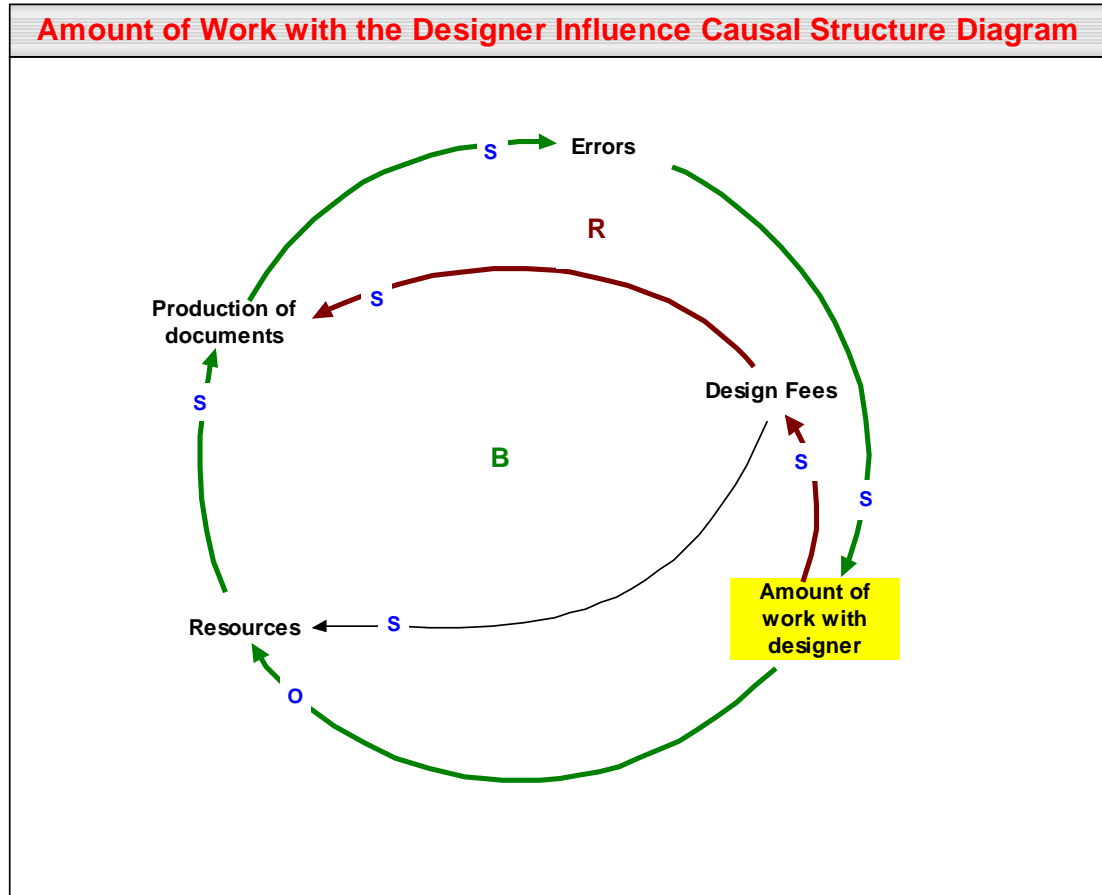 Amount of Work with the Designer Influence Causal Structure Diagram
S
Errors
R
S
Production of
documents
Design Fees
S
B
S
S
Amount of
work with
designer
Resources
S
O